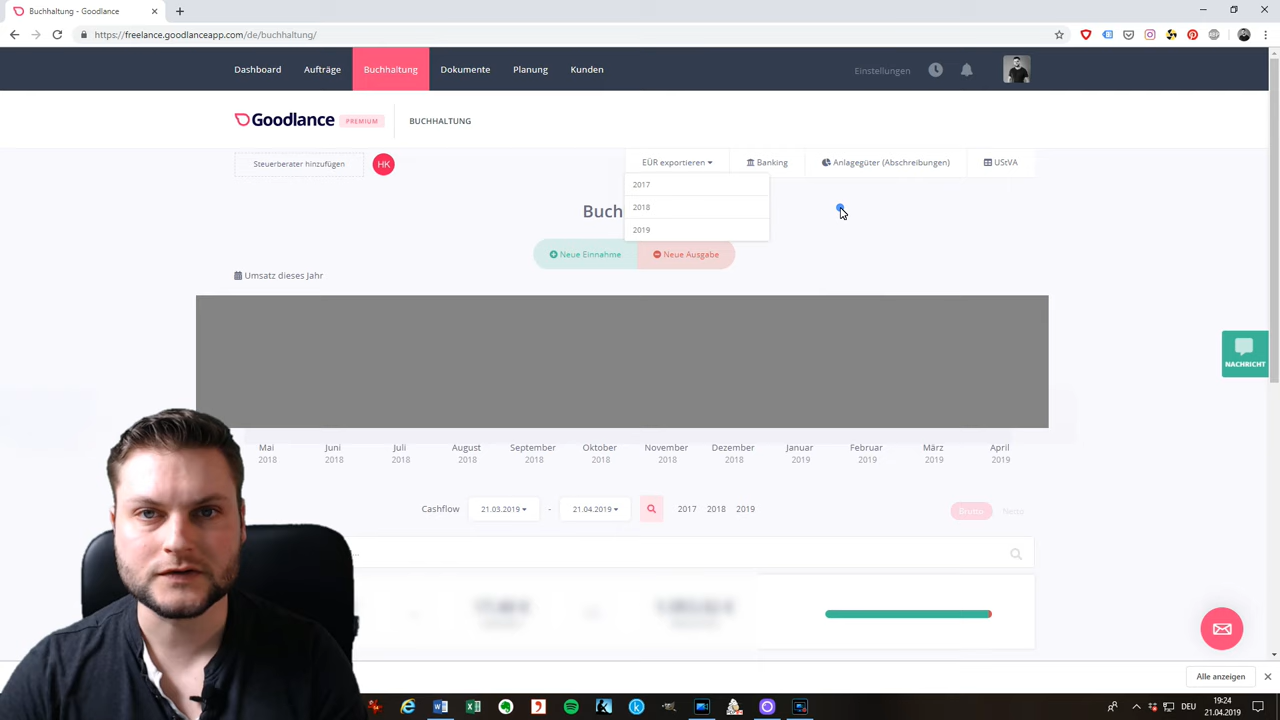 Buchhaltung - Goodlance
https://freelance.goodlanceapp.com/de/buchhaltung/
Dashboard Aufträge Buchhaltung Dokumente Planung Kunden Einstellungen
Goodlance PREMIUM BUCHHALTUNG
Steuerberater hinzufügen HK EÜR exportieren Banking Anlagegüter (Abschreibungen) UStVA
2017
Buch
2018
2019
Neue Einnahme Neue Ausgabe
Umsatz dieses Jahr
NACHRICHT
Mai Juni Juli August September Oktober November Dezember Januar Februar März April
2018 2018 2018 2018 2018 2018 2018 2018 2019 2019 2019 2019
Cashflow 21.03.2019 - 21.04.2019 2017 2018 2019 Brutto Netto
...
Alle anzeigen
DEU 19:24
21.04.2019